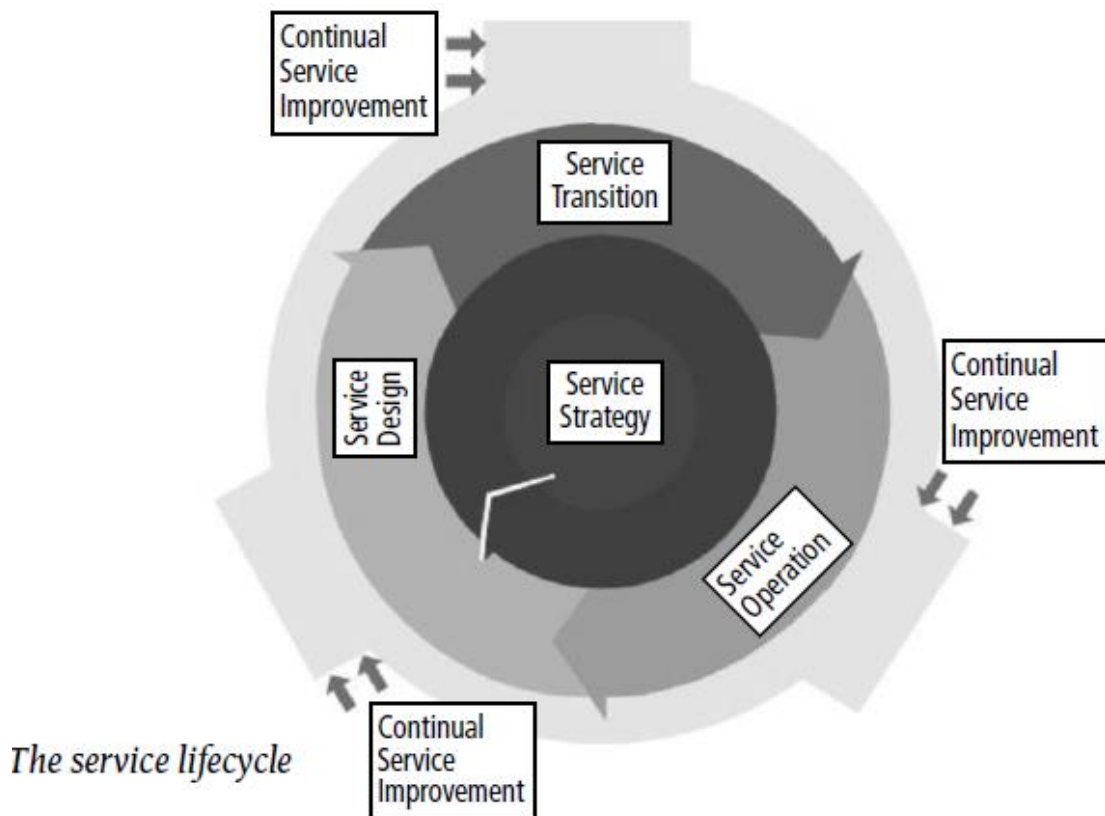 Continual
Service
Improvement
Service
Transition
Service
Design
Service
Strategy
Continual
Service
Improvement
Service
Operation
Continual
Service
Improvement
The service lifecycle